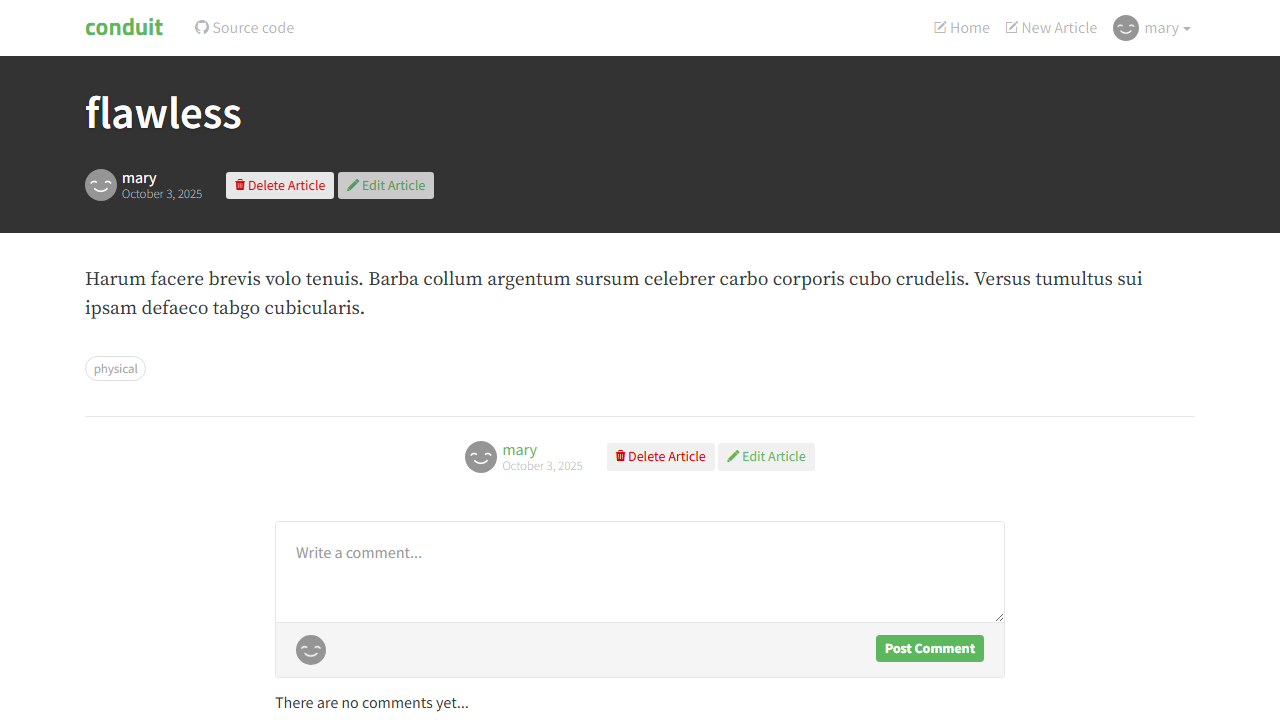 conduit
Source code
Home
New Article
mary
flawless
mary
October 3, 2025
Delete Article
Edit Article
Harum facere brevis volo tenuis. Barba collum argentum sursum celebrer carbo corporis cubo crudelis. Versus tumultus sui
ipsam defaeco tabgo cubicularis.
physical
mary
October 3, 2025
Delete Article
Edit Article
Write a comment...
Post Comment
There are no comments yet...